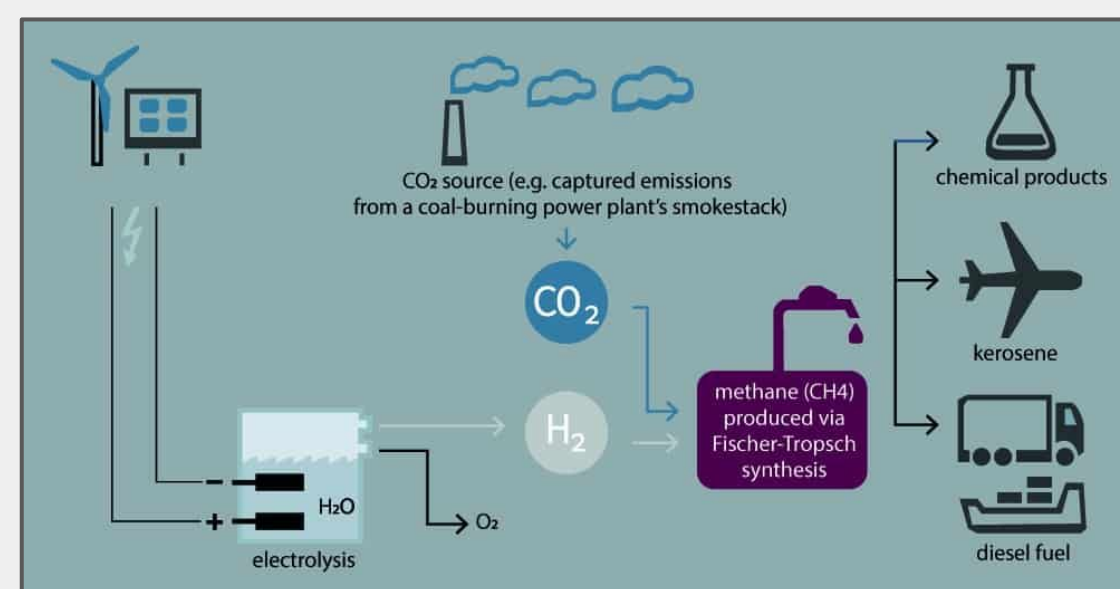 CO₂ source (e.g. captured emissions
from a coal-burning power plant's smokestack)
CO₂
H₂
methane (CH4)
produced via
Fischer-Tropsch
synthesis
chemical products
kerosene
diesel fuel
−
+
H₂O
O₂
electrolysis